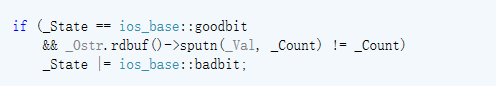 if (_State == ios_base::goodbit
&& _Ostr.rdbuf()->sputn(_Val, _Count) != _Count)
_State |= ios_base::badbit;